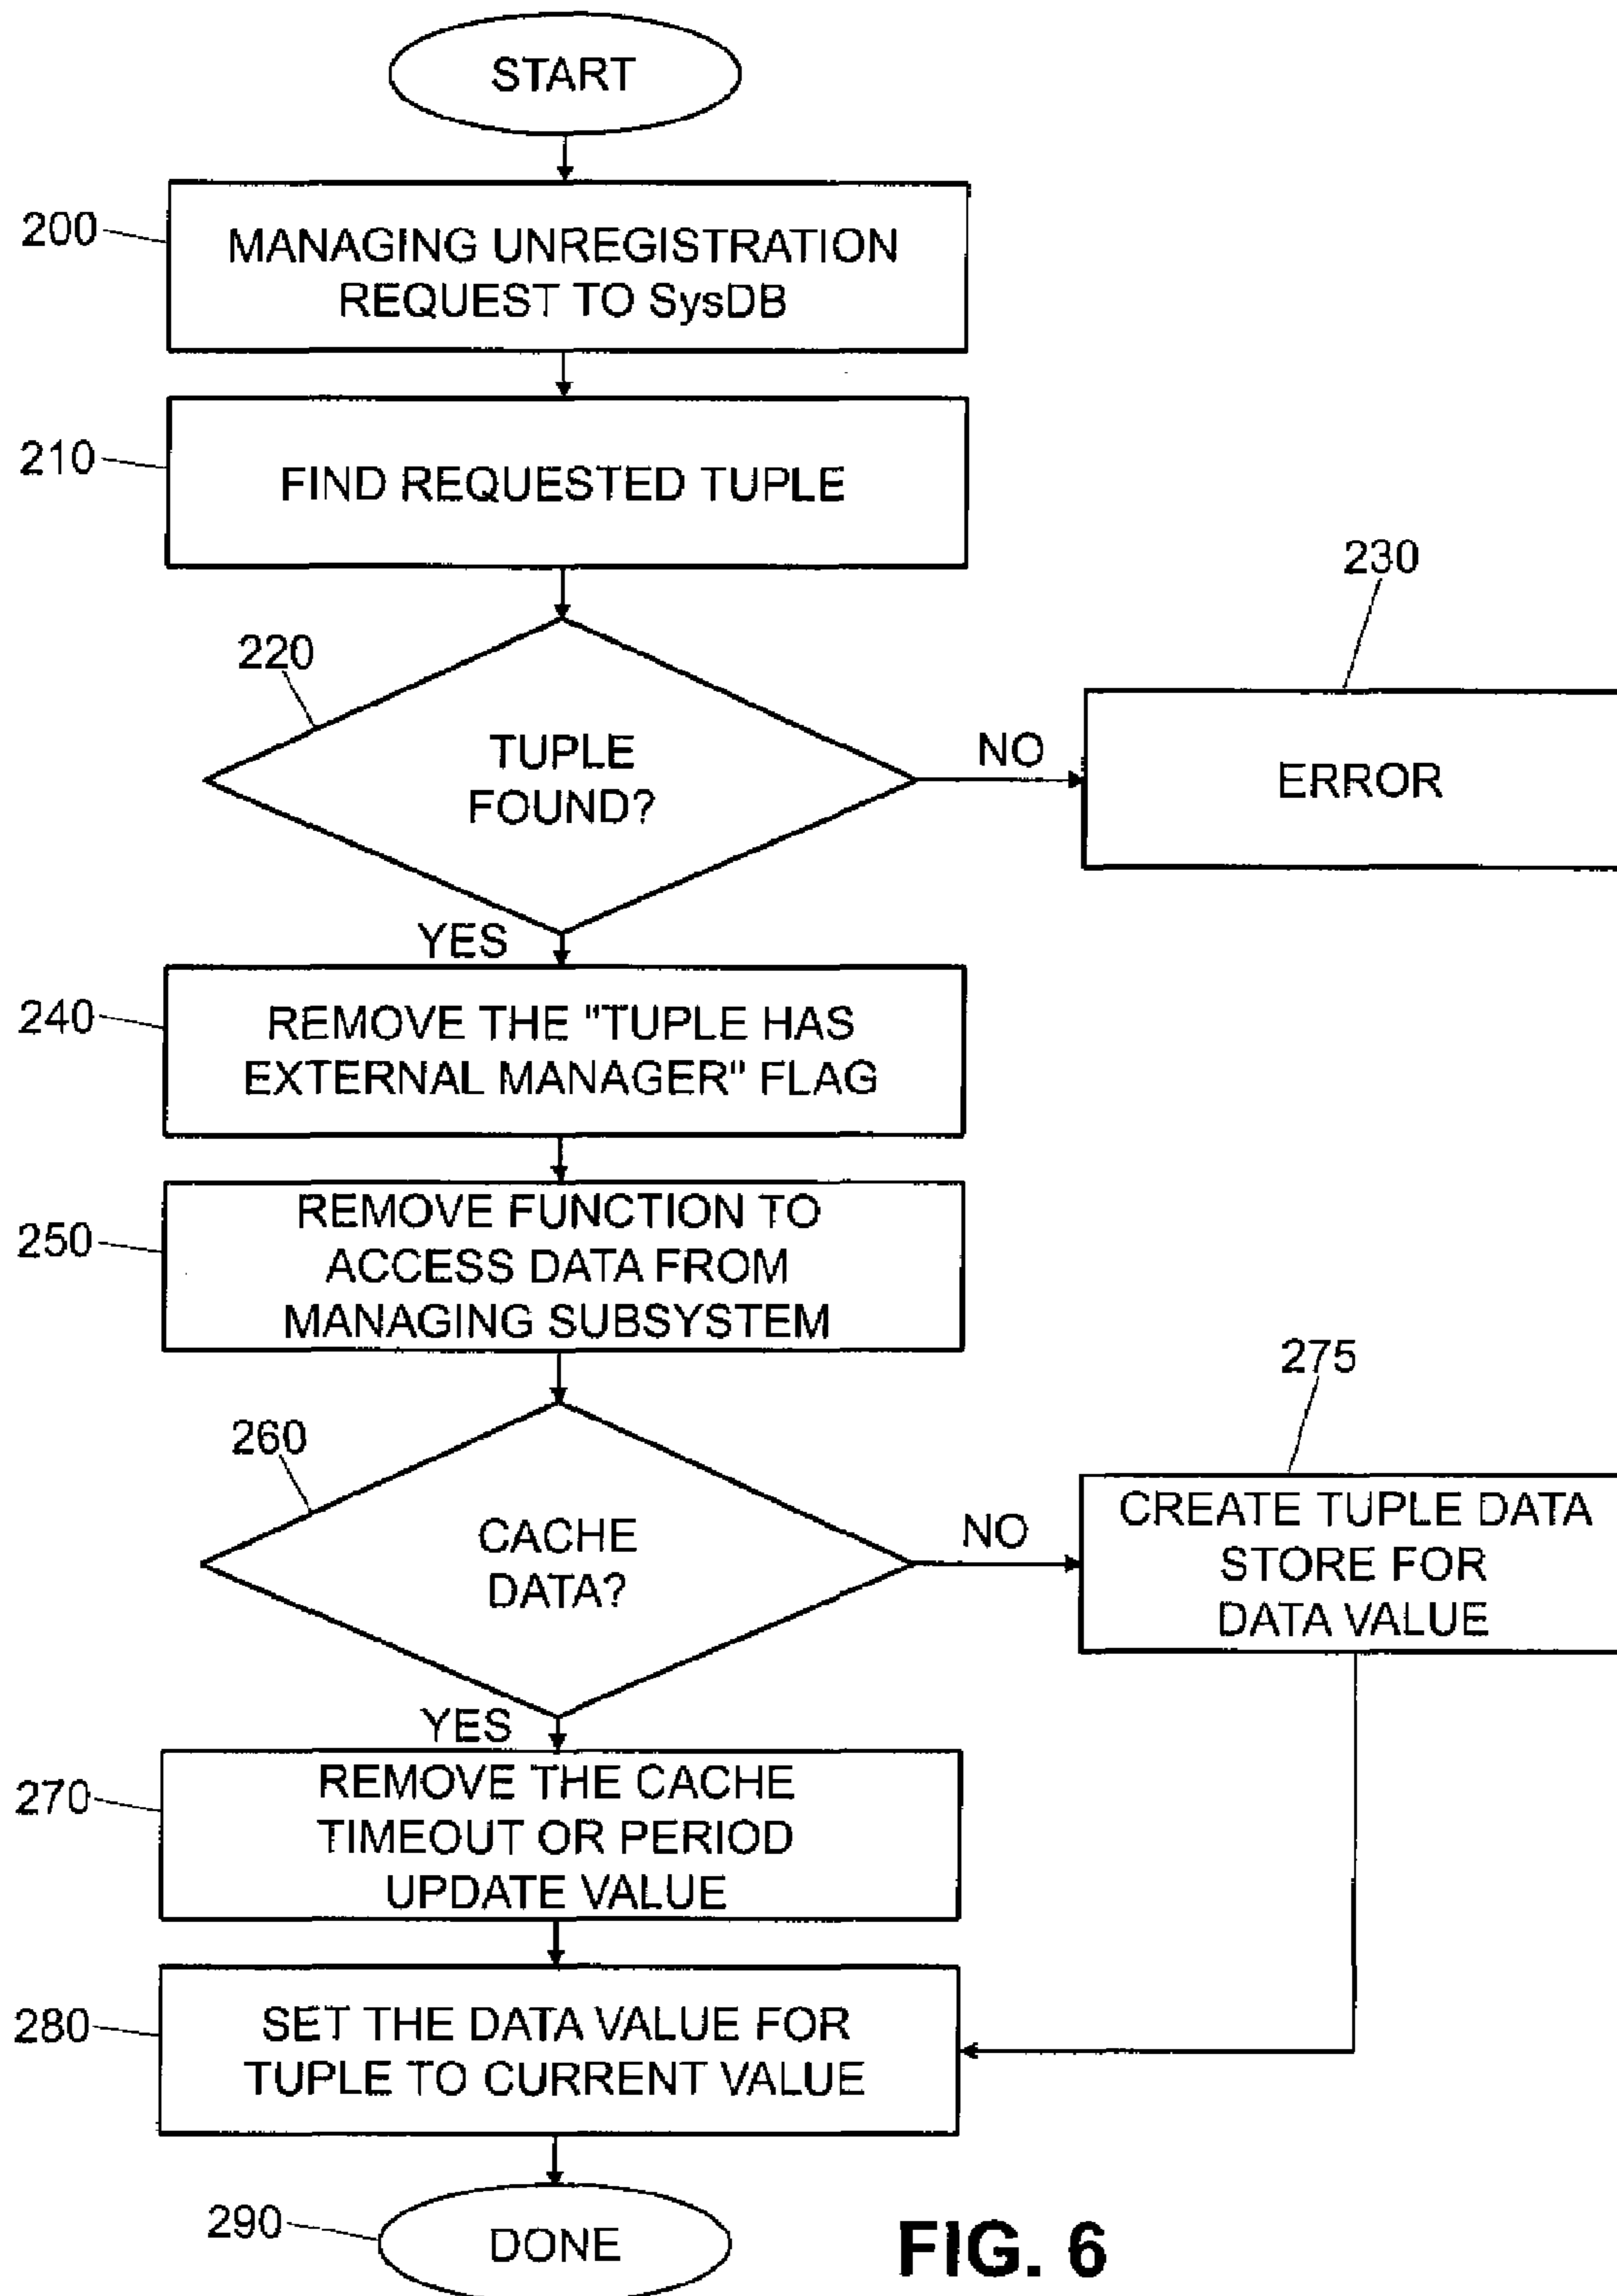 START
200
MANAGING UNREGISTRATION
REQUEST TO SysDB
210
FIND REQUESTED TUPLE
230
220
TUPLE
FOUND?
NO
ERROR
YES
240
REMOVE THE "TUPLE HAS
EXTERNAL MANAGER" FLAG
250
REMOVE FUNCTION TO
ACCESS DATA FROM
MANAGING SUBSYSTEM
275
260
CACHE
DATA?
NO
CREATE TUPLE DATA
STORE FOR
DATA VALUE
YES
270
REMOVE THE CACHE
TIMEOUT OR PERIOD
UPDATE VALUE
280
SET THE DATA VALUE FOR
TUPLE TO CURRENT VALUE
290
DONE
FIG. 6